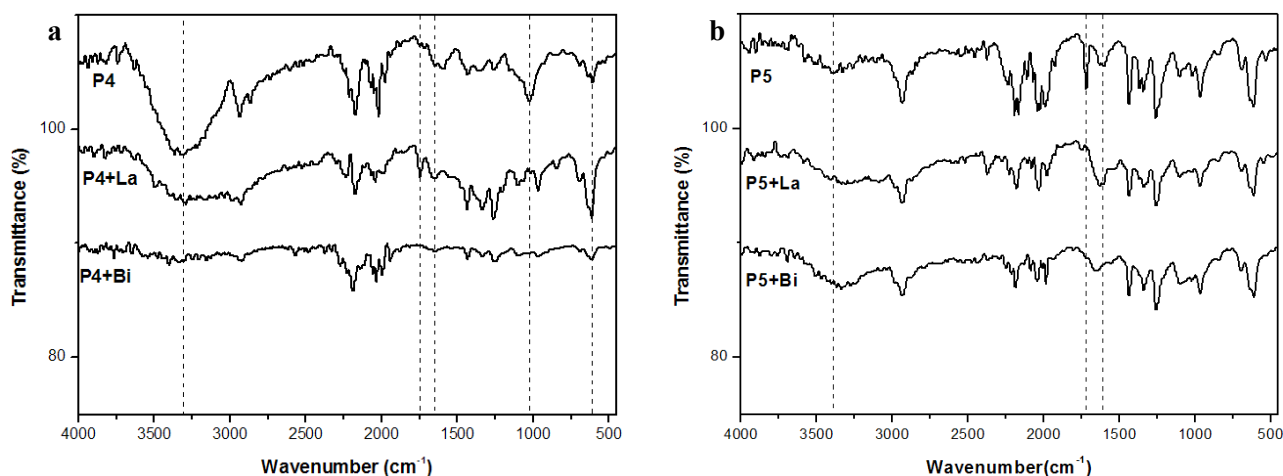 a
P4
P4+La
P4+Bi
100
80
Transmittance (%)
4000 3500 3000 2500 2000 1500 1000 500
Wavenumber (cm-1)
b
P5
P5+La
P5+Bi
100
80
Transmittance (%)
4000 3500 3000 2500 2000 1500 1000 500
Wavenumber(cm-1)